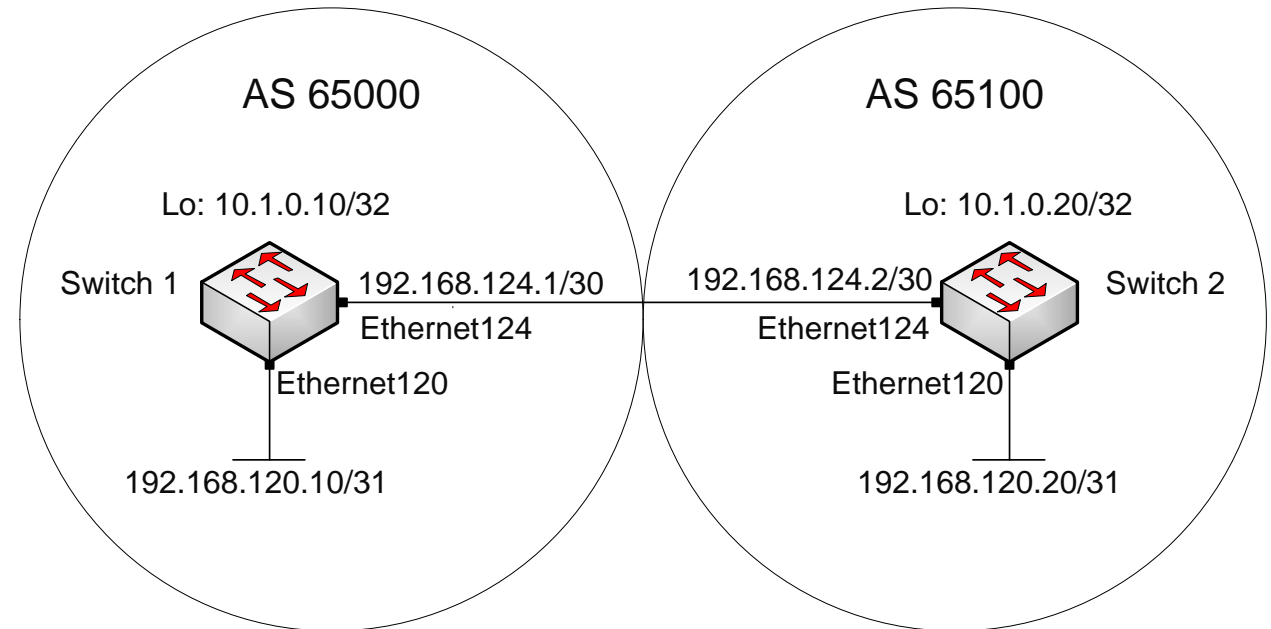 AS 65000
AS 65100
Lo: 10.1.0.10/32
Lo: 10.1.0.20/32
Switch 1
192.168.124.1/30
192.168.124.2/30
Switch 2
Ethernet124
Ethernet124
Ethernet120
Ethernet120
192.168.120.10/31
192.168.120.20/31